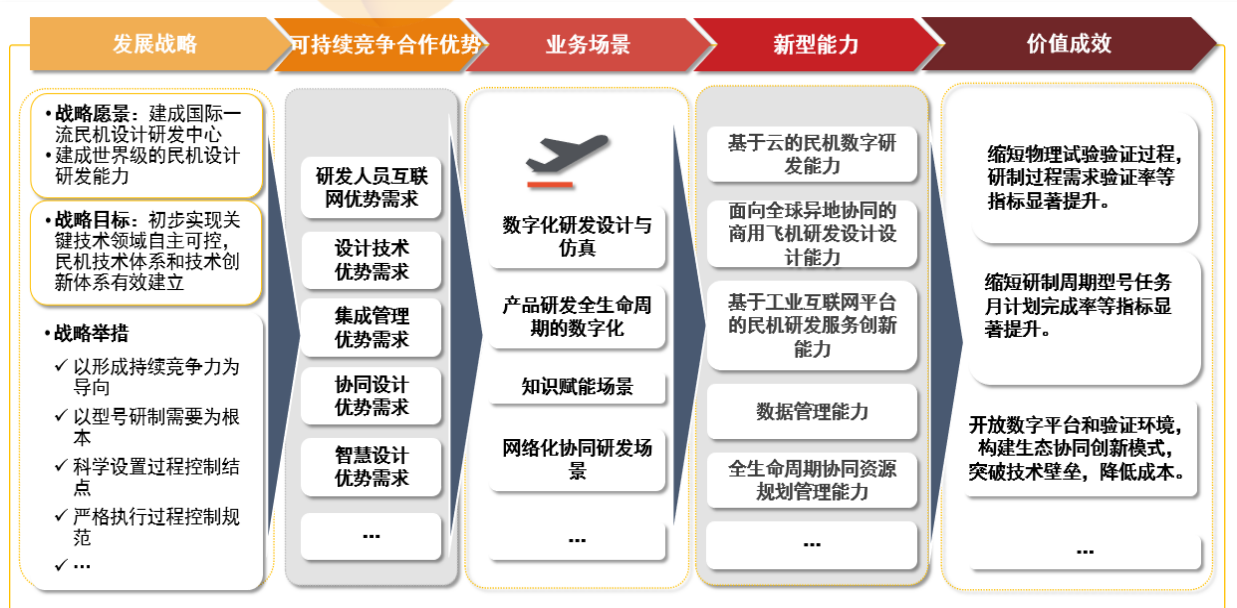 发展战略
可持续竞争合作优势
业务场景
新型能力
价值成效
•战略愿景：建成国际一
流民机设计研发中心
•建成世界级的民机设计
研发能力
•战略目标：初步实现关
键技术领域自主可控，
民机技术体系和技术创
新体系有效建立
•战略举措
✓以形成持续竞争力为
导向
✓以型号研制需要为根
本
✓科学设置过程控制结
点
✓严格执行过程控制规
范
✓…
研发人员互联
网优势需求
设计技术
优势需求
集成管理
优势需求
协同设计
优势需求
智慧设计
优势需求
…
数字化研发设计与
仿真
产品研发全生命周
期的数字化
知识赋能场景
网络化协同研发场
景
…
基于云的民机数字研
发能力
面向全球异地协同的
商用飞机研发设计设
计能力
基于工业互联网平台
的民机研发服务创新
能力
数据管理能力
全生命周期协同资源
规划管理能力
…
缩短物理试验验证过程，
研制过程需求验证率等
指标显著提升。
缩短研制周期型号任务
月计划完成率等指标显
著提升。
开放数字平台和验证环境，
构建生态协同创新模式，
突破技术壁垒，降低成本。
…